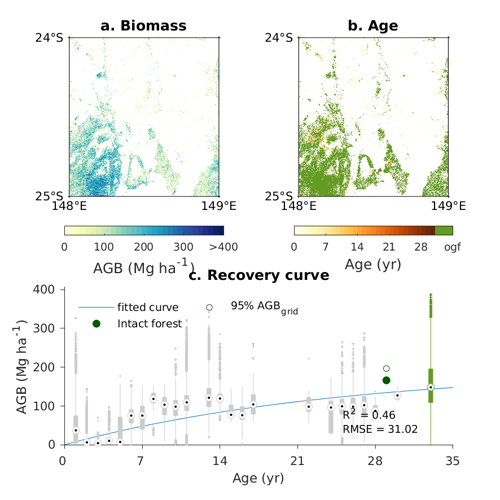 a. Biomass
b. Age
24°S
24°S
25°S
25°S
148°E
149°E
148°E
149°E
0 100 200 300 >400
0 7 14 21 28 ogf
AGB (Mg ha⁻¹)
Age (yr)
c. Recovery curve
400
300
200
100
0
AGB (Mg ha⁻¹)
fitted curve
95% AGB_grid
Intact forest
R² = 0.46
RMSE = 31.02
0 7 14 21 28 35
Age (yr)